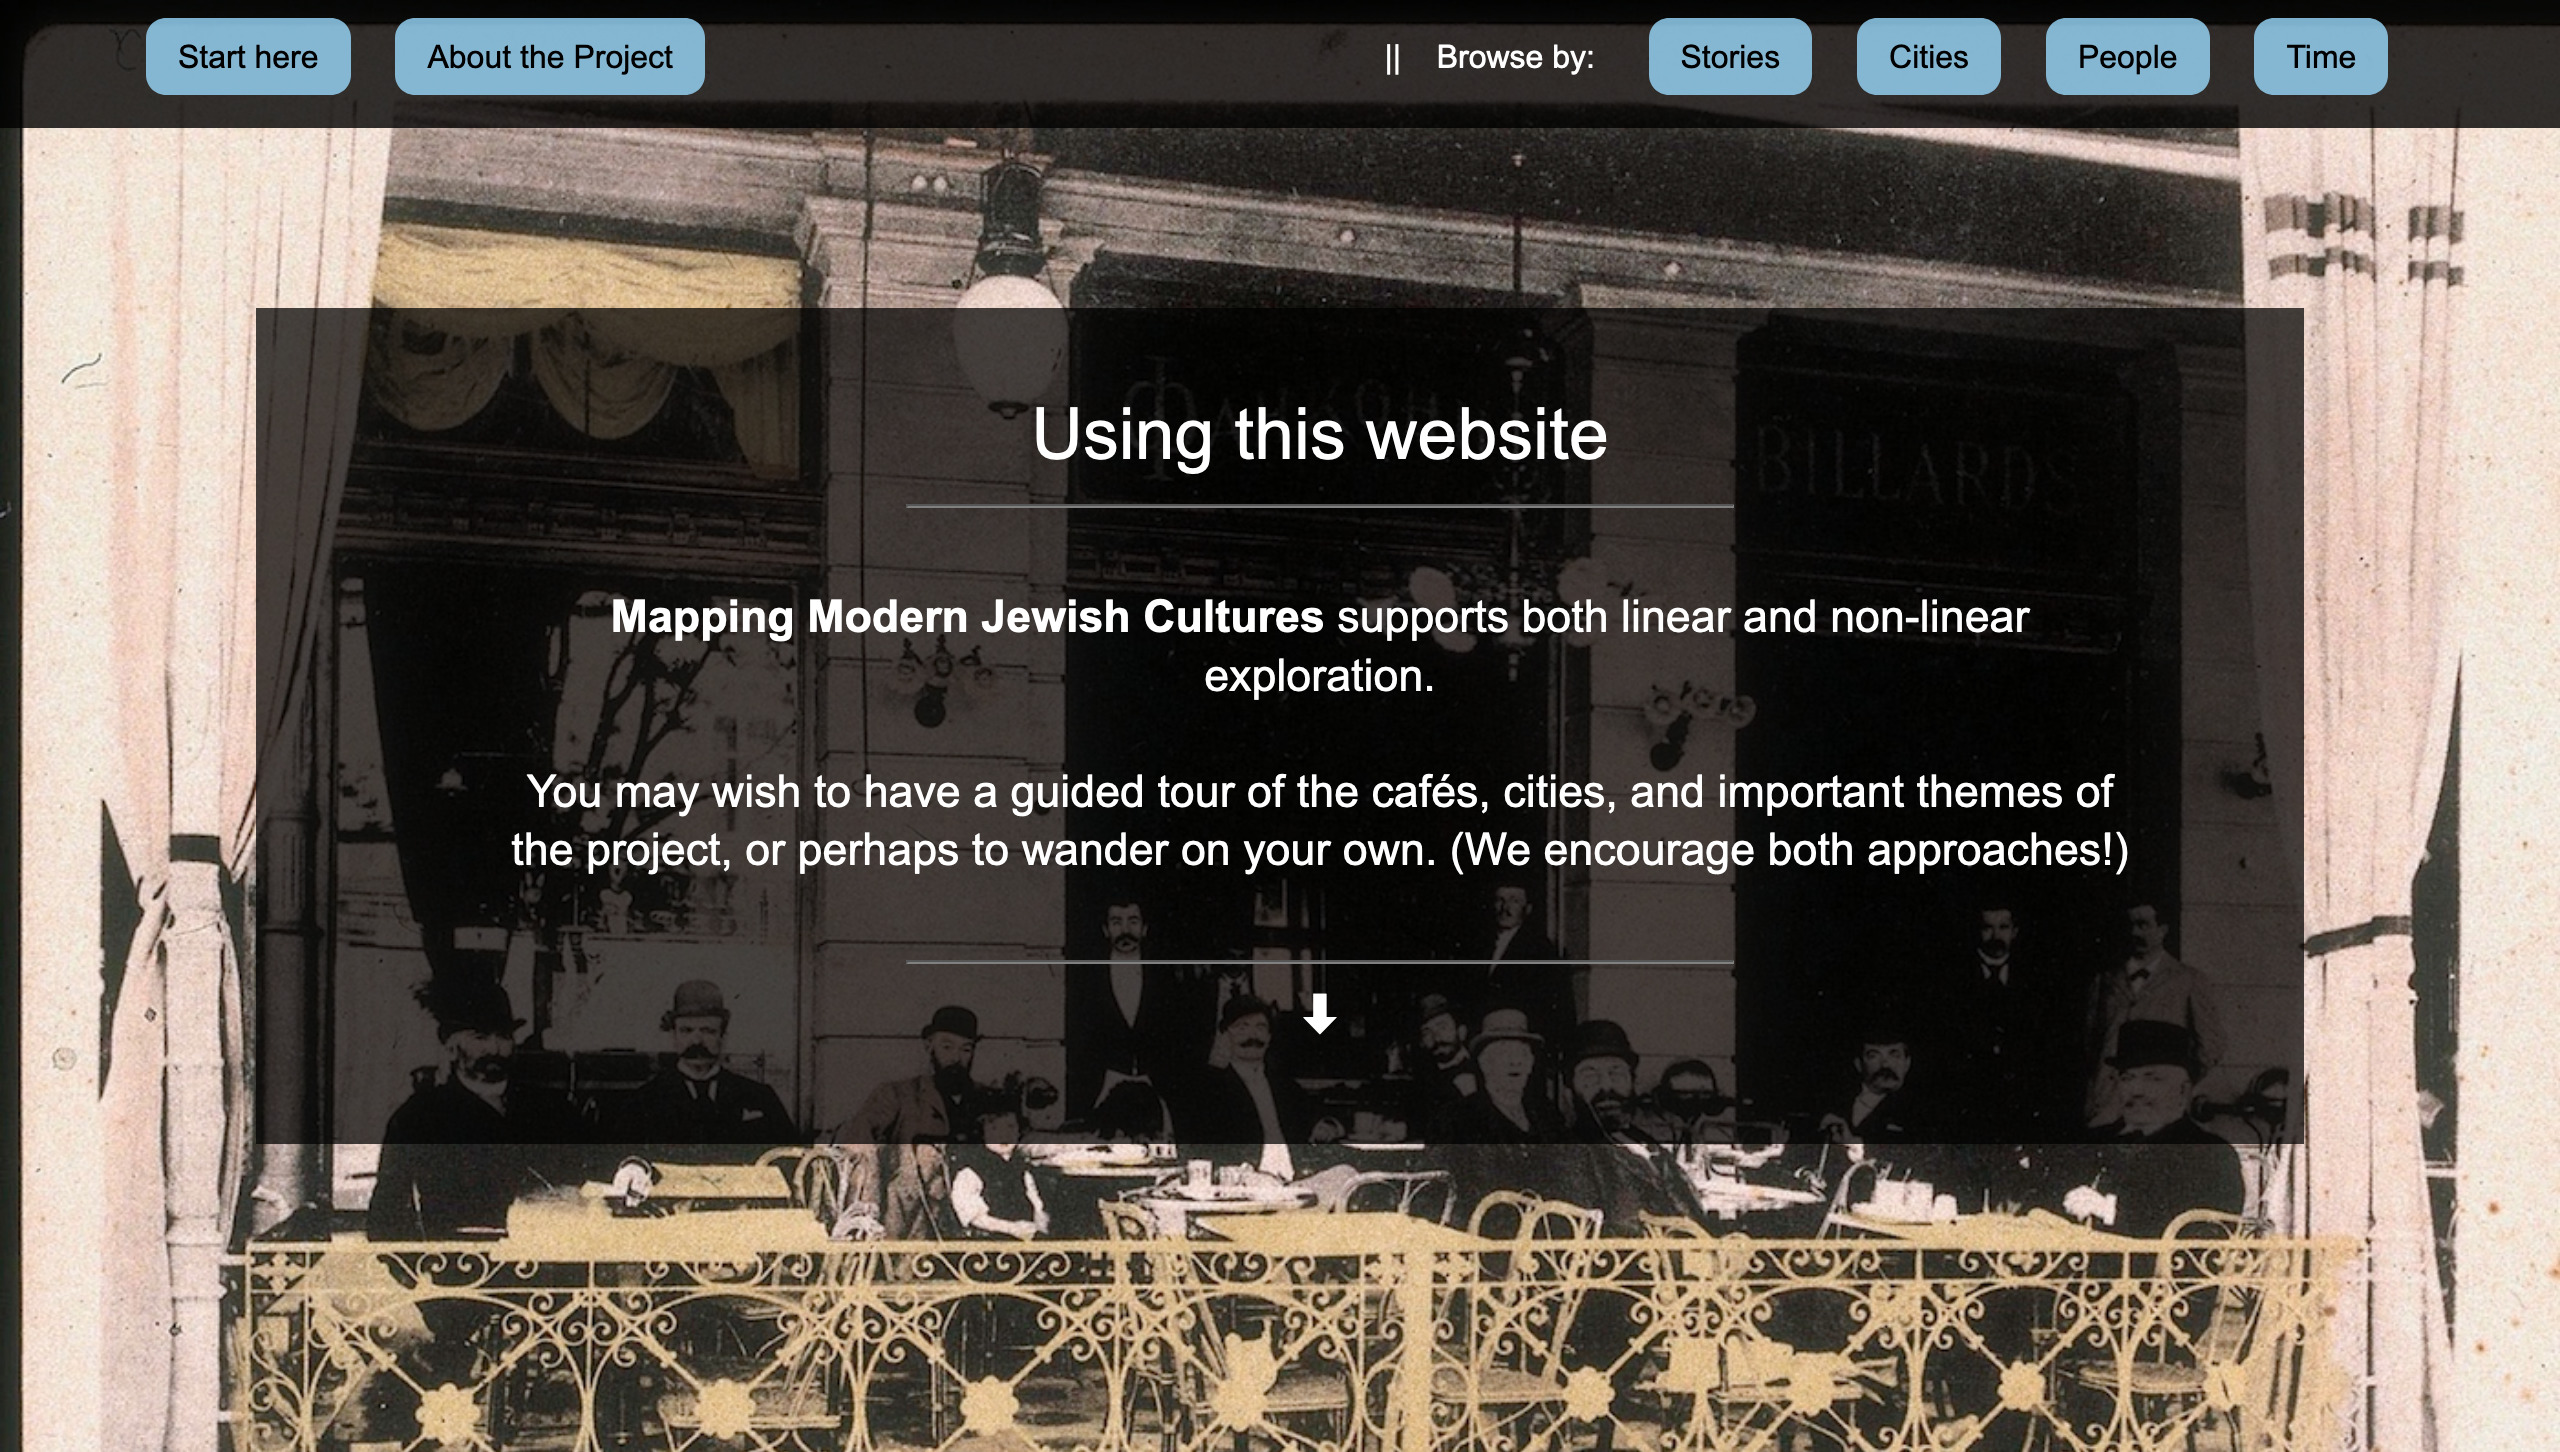 Start here About the Project || Browse by: Stories Cities People Time
Using this website
BILLARDS
Mapping Modern Jewish Cultures supports both linear and non-linear
exploration.
You may wish to have a guided tour of the cafés, cities, and important themes of
the project, or perhaps to wander on your own. (We encourage both approaches!)